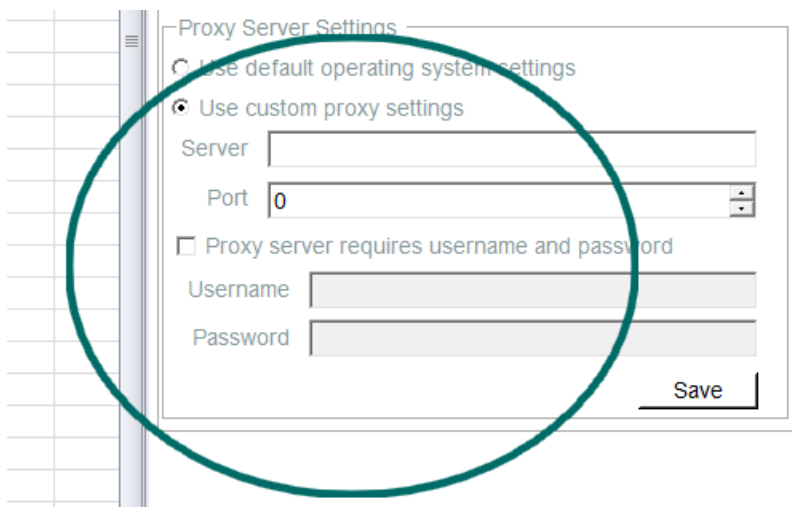 Proxy Server Settings
Use default operating system settings
Use custom proxy settings
Server
Port 0
Proxy server requires username and password
Username
Password
Save